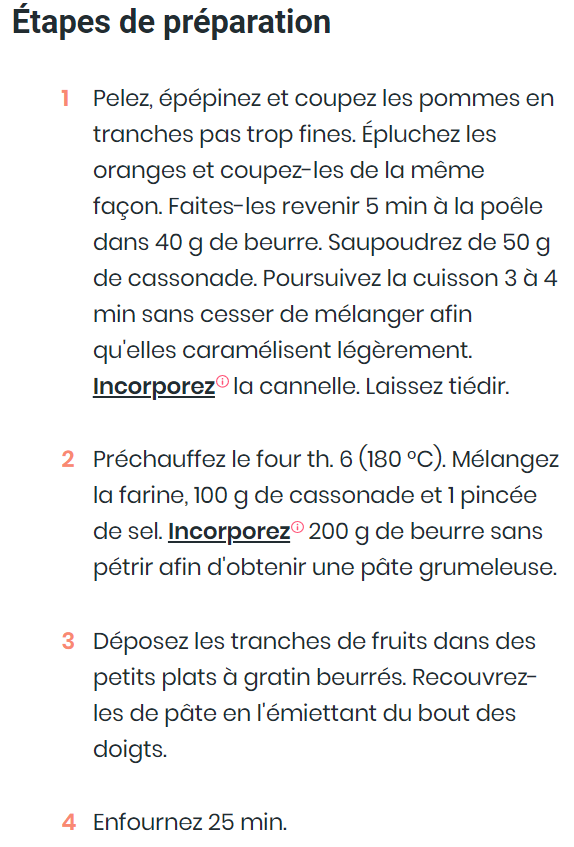 Étapes de préparation
1 Pelez, épépinez et coupez les pommes en
tranches pas trop fines. Épluchez les
oranges et coupez-les de la même
façon. Faites-les revenir 5 min à la poêle
dans 40 g de beurre. Saupoudrez de 50 g
de cassonade. Poursuivez la cuisson 3 à 4
min sans cesser de mélanger afin
qu'elles caramélisent légèrement.
Incorporez la cannelle. Laissez tiédir.
2 Préchauffez le four th. 6 (180 °C). Mélangez
la farine, 100 g de cassonade et 1 pincée
de sel. Incorporez 200 g de beurre sans
pétrir afin d'obtenir une pâte grumeleuse.
3 Déposez les tranches de fruits dans des
petits plats à gratin beurrés. Recouvrez-
les de pâte en l'émiettant du bout des
doigts.
4 Enfournez 25 min.